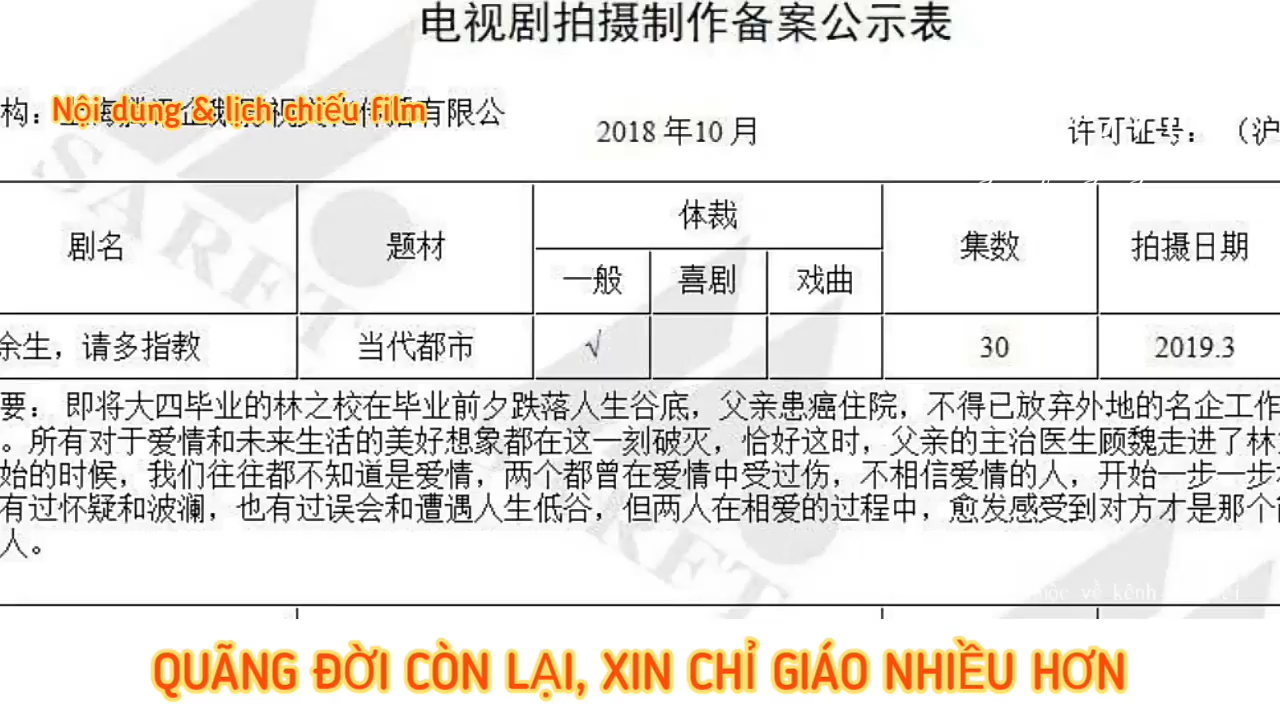 电视剧拍摄制作备案公示表
构：
Nội dung & lịch chiếu film
有限公
2018年10月
许可证号：（沪
SARFT
剧名
题材
体裁
集数
拍摄日期
一般
喜剧
戏曲
余生，请多指教
当代都市
√
30
2019.3
要：即将大四毕业的林之校在毕业前夕跌落人生谷底，父亲患癌住院，不得已放弃外地的名企工作
。所有对于爱情和未来生活的美好想象都在这一刻破灭，恰好这时，父亲的主治医生顾魏走进了林
始的时候，我们往往都不知道是爱情，两个都曾在爱情中受过伤，不相信爱情的人，开始一步一步
有过怀疑和波澜，也有过误会和遭遇人生低谷，但两人在相爱的过程中，愈发感受到对方才是那个
人。
SARFT
về kênh
QUÃNG ĐỜI CÒN LẠI, XIN CHỈ GIÁO NHIỀU HƠN